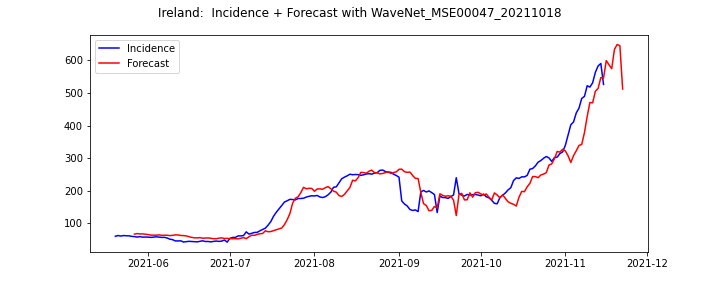 Ireland:  Incidence + Forecast with WaveNet_MSE00047_20211018
Incidence
Forecast
600
500
400
300
200
100
2021-06 2021-07 2021-08 2021-09 2021-10 2021-11 2021-12